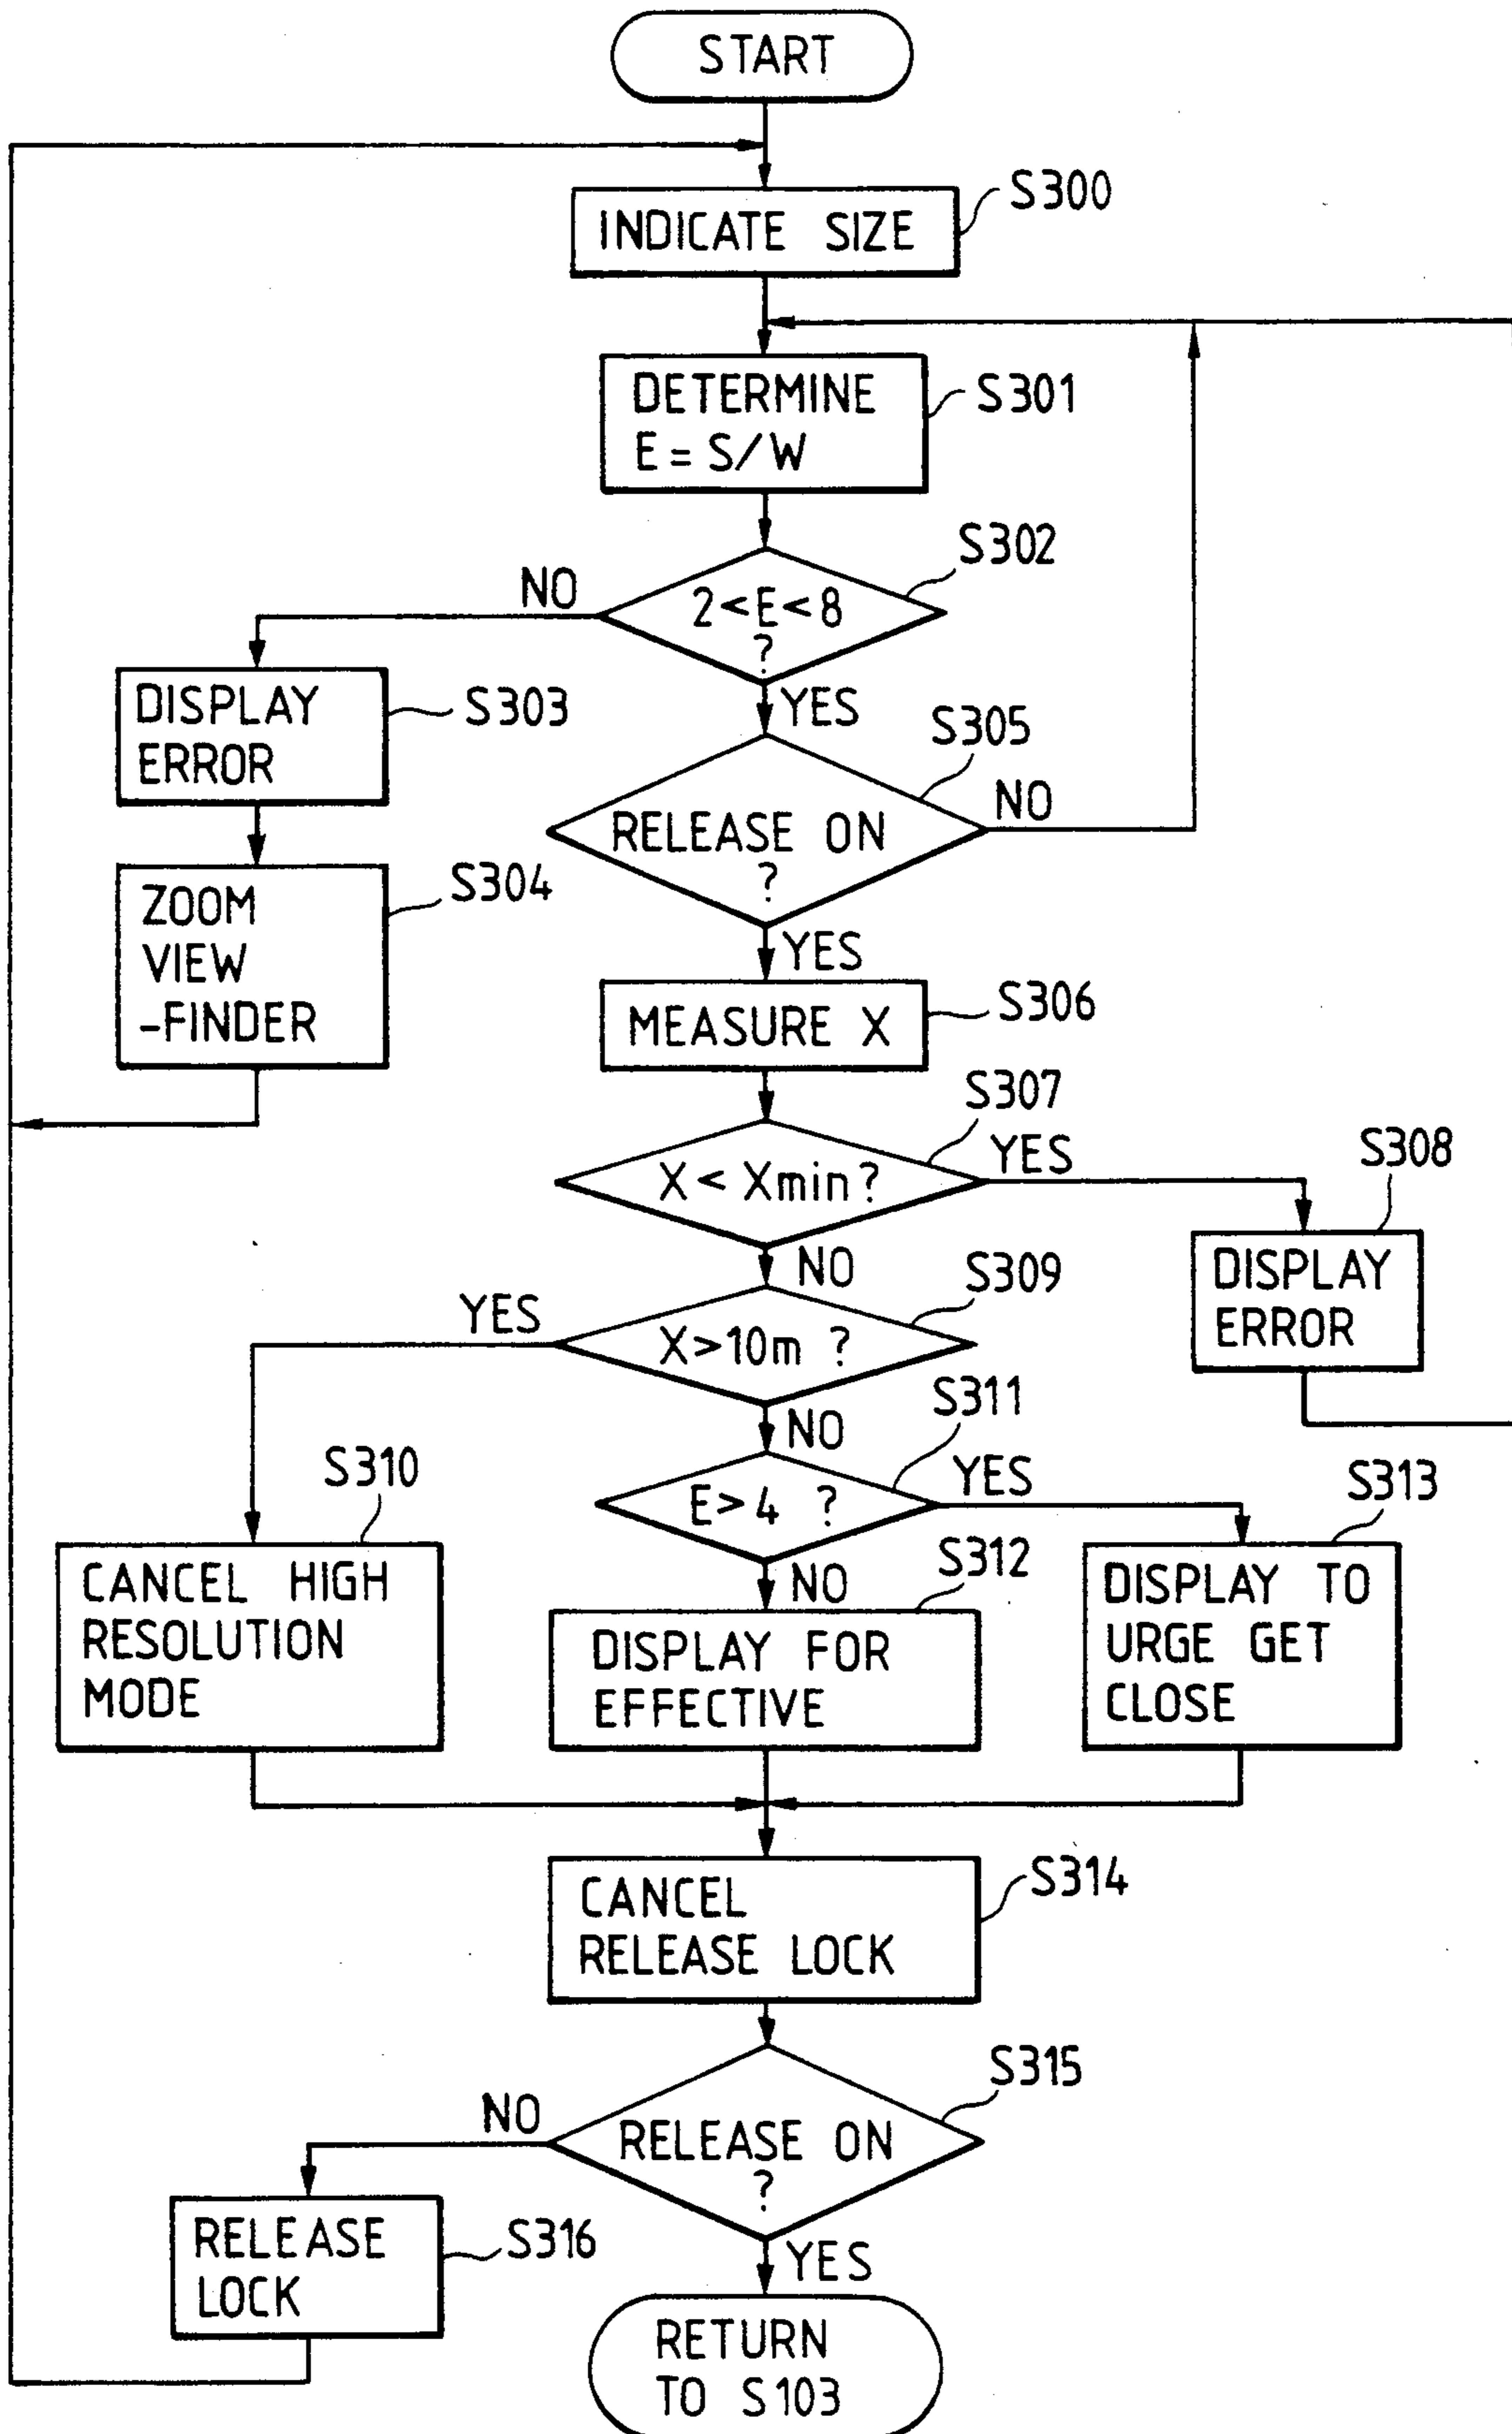 START
S300
INDICATE SIZE
S301
DETERMINE
E = S/W
S302
NO
2 < E < 8
?
YES
S303
DISPLAY
ERROR
S305
NO
RELEASE ON
?
YES
S304
ZOOM
VIEW
-FINDER
S306
MEASURE X
S307
X < Xmin ?
YES
NO
S308
DISPLAY
ERROR
S309
YES
X>10m ?
NO
S311
E>4 ?
YES
NO
S310
CANCEL HIGH
RESOLUTION
MODE
S312
DISPLAY FOR
EFFECTIVE
S313
DISPLAY TO
URGE GET
CLOSE
S314
CANCEL
RELEASE LOCK
S315
NO
RELEASE ON
?
YES
S316
RELEASE
LOCK
RETURN
TO S103